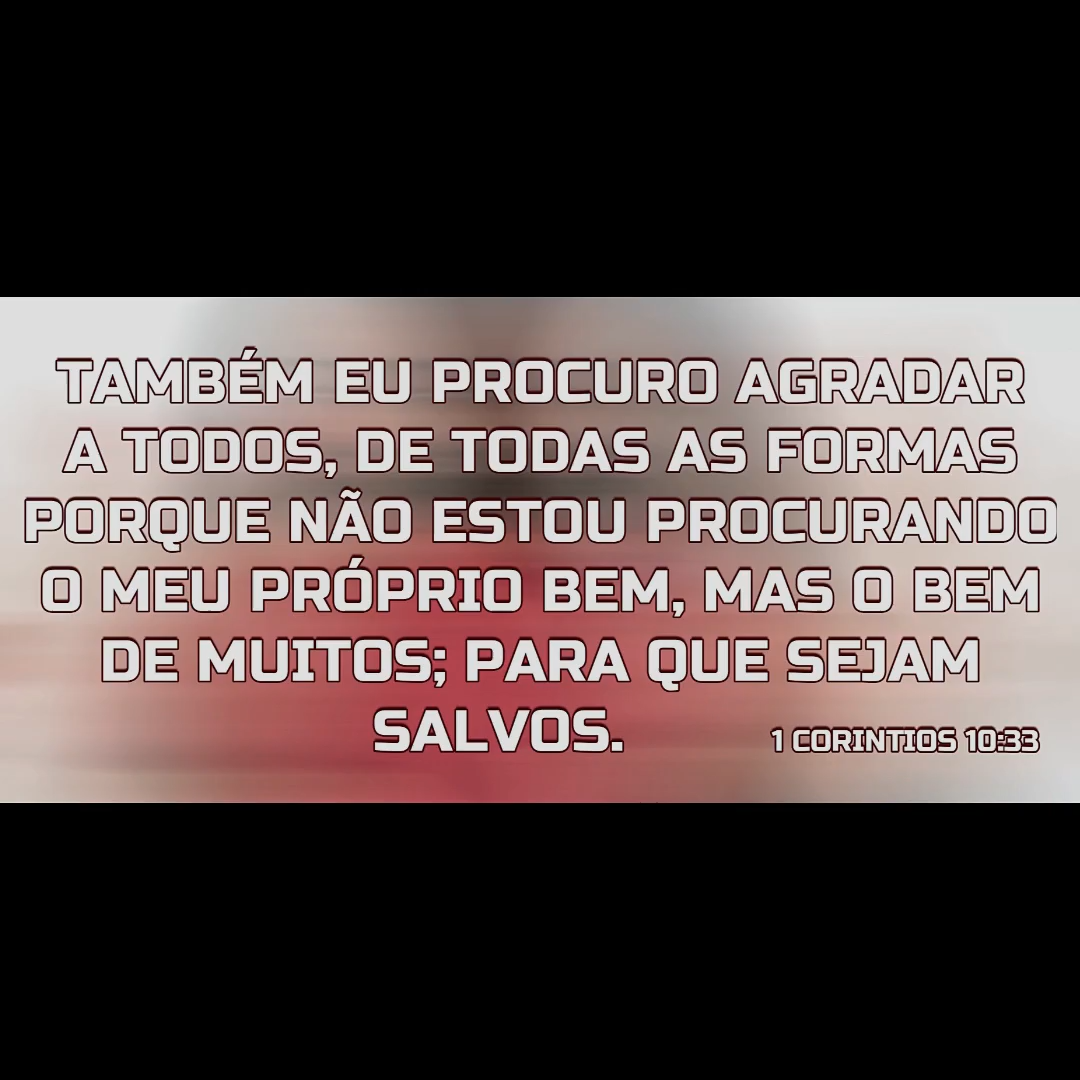 TAMBÉM EU PROCURO AGRADAR
A TODOS, DE TODAS AS FORMAS
PORQUE NÃO ESTOU PROCURANDO
O MEU PRÓPRIO BEM, MAS O BEM
DE MUITOS; PARA QUE SEJAM
SALVOS.
1 CORINTIOS 10:33